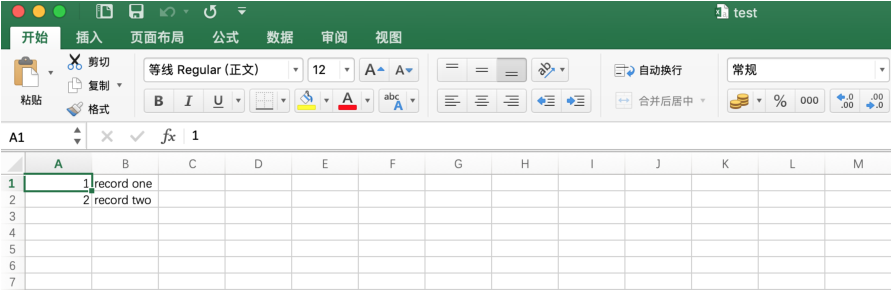 test
开始 插入 页面布局 公式 数据 审阅 视图
剪切
等线 Regular (正文) 12 A A 自动换行 常规
复制
粘贴 格式
B I U A abc A 合并后居中 % 000 .0 .00 .00 .0
A1 fx 1
A B C D E F G H I J K L M
1 1 record one
2 2 record two
3
4
5
6
7